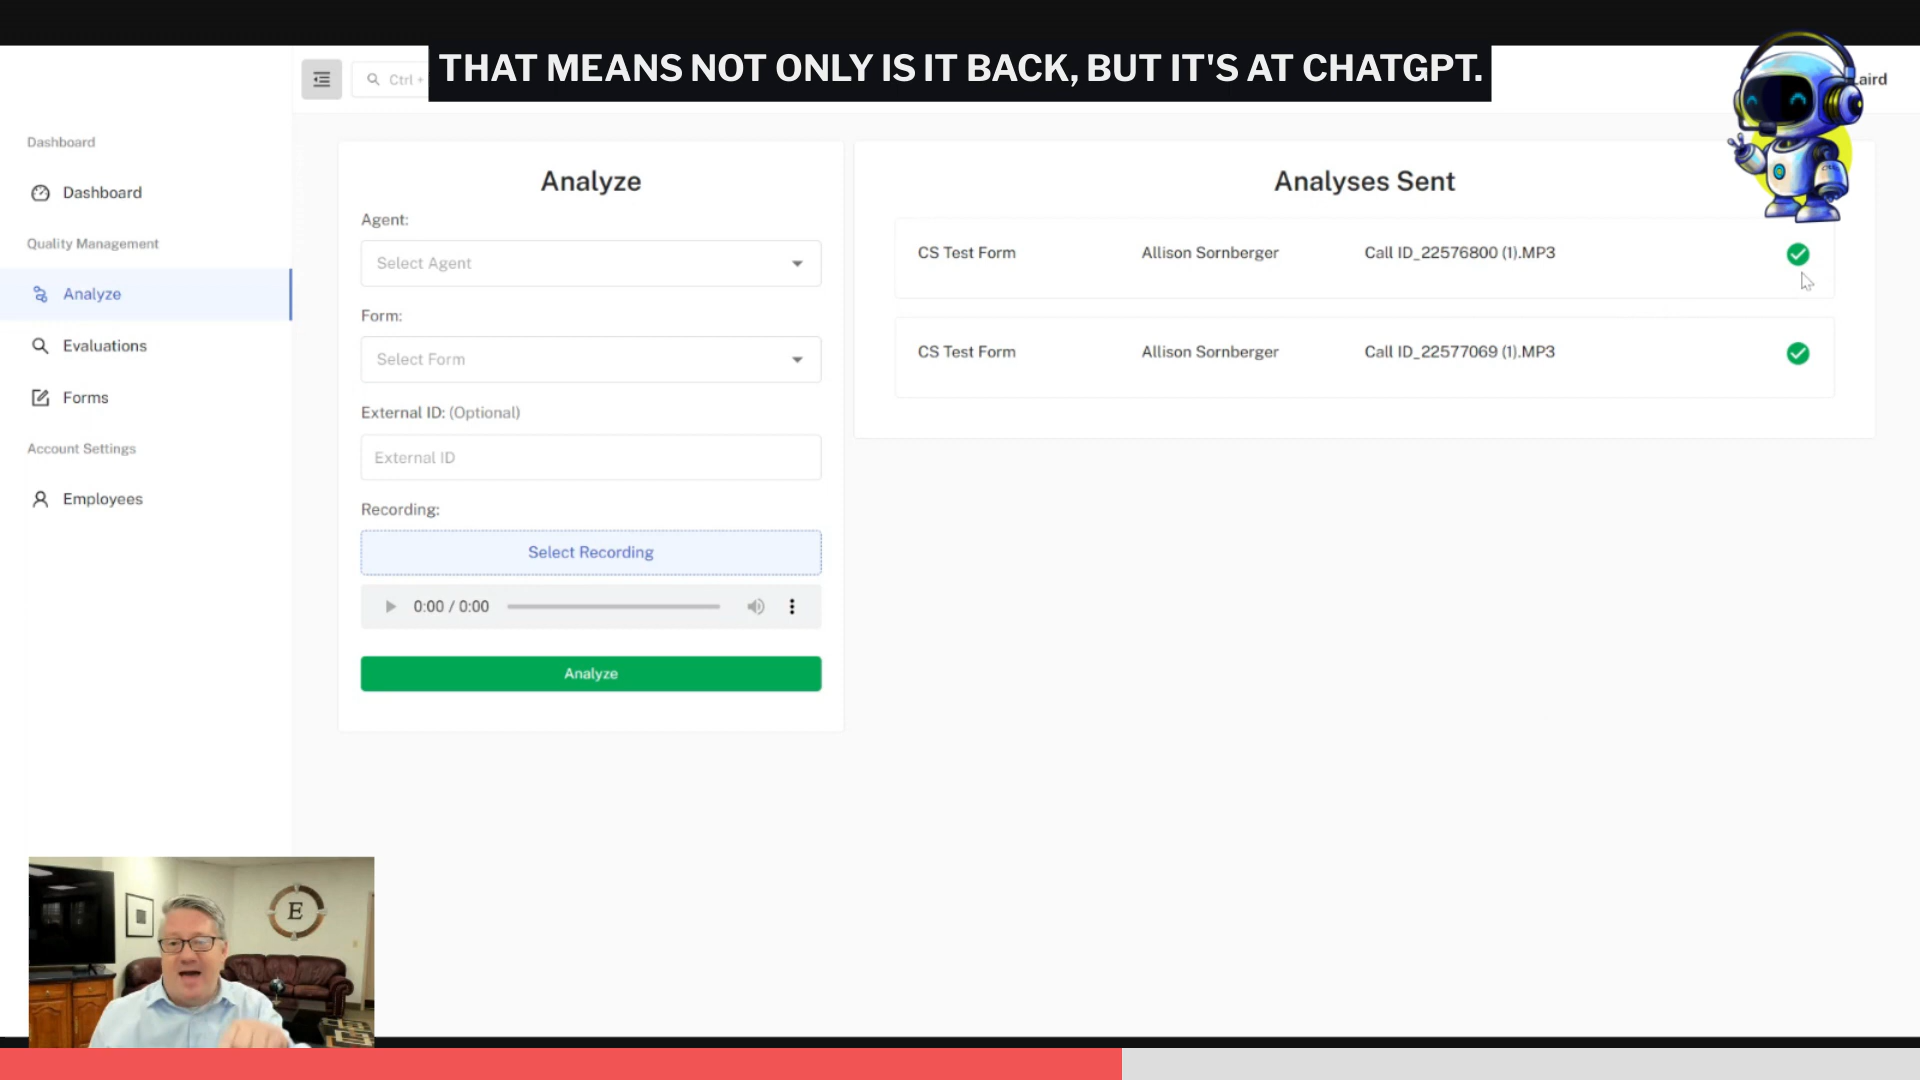 THAT MEANS NOT ONLY IS IT BACK, BUT IT'S AT CHATGPT.
Ctrl +
aird
Dashboard
Dashboard
Quality Management
Analyze
Evaluations
Forms
Account Settings
Employees
Analyze
Agent:
Select Agent
Form:
Select Form
External ID: (Optional)
External ID
Recording:
Select Recording
0:00 / 0:00
Analyze
Analyses Sent
CS Test Form Allison Sornberger Call ID_22576800 (1).MP3
CS Test Form Allison Sornberger Call ID_22577069 (1).MP3
E